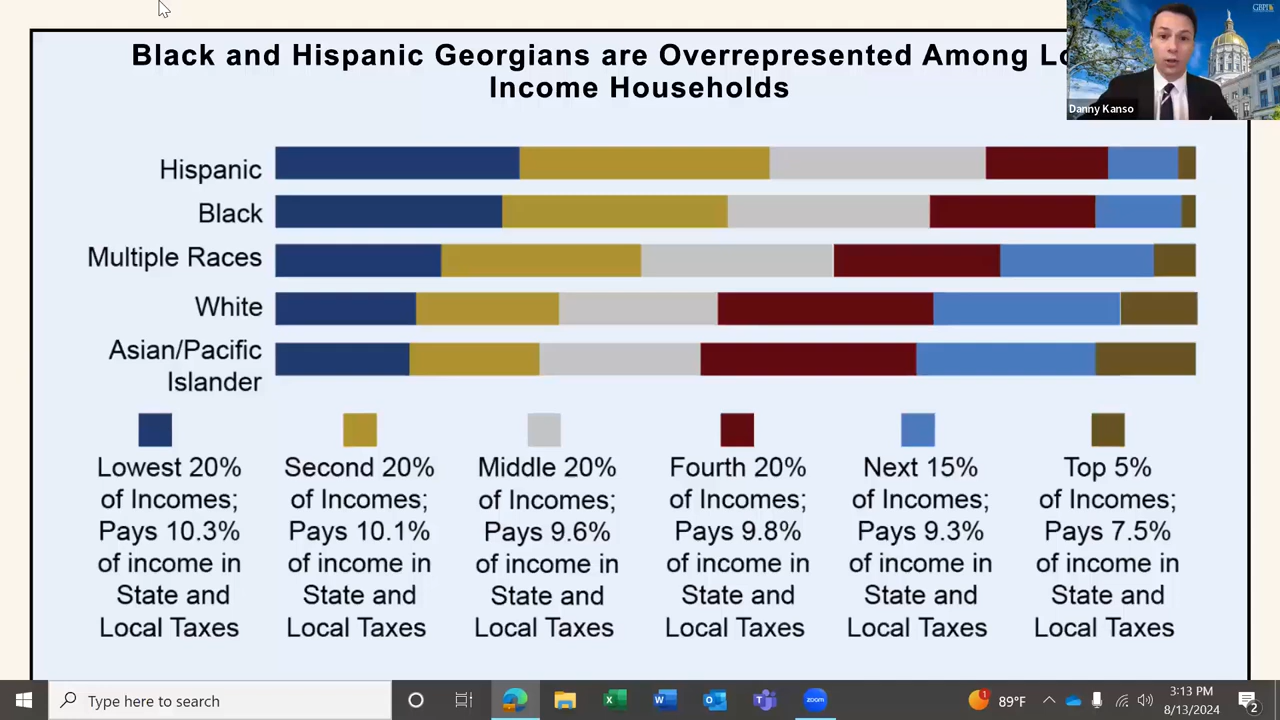 Black and Hispanic Georgians are Overrepresented Among
Income Households
GBPI
Danny Kanso
Hispanic
Black
Multiple Races
White
Asian/Pacific
Islander
Lowest 20%
of Incomes;
Pays 10.3%
of income in
State and
Local Taxes
Second 20%
of Incomes;
Pays 10.1%
of income in
State and
Local Taxes
Middle 20%
of Incomes;
Pays 9.6%
of income in
State and
Local Taxes
Fourth 20%
of Incomes;
Pays 9.8%
of income in
State and
Local Taxes
Next 15%
of Incomes;
Pays 9.3%
of income in
State and
Local Taxes
Top 5%
of Incomes;
Pays 7.5%
of income in
State and
Local Taxes
Type here to search
zoom
1
89°F
3:13 PM
8/13/2024
2